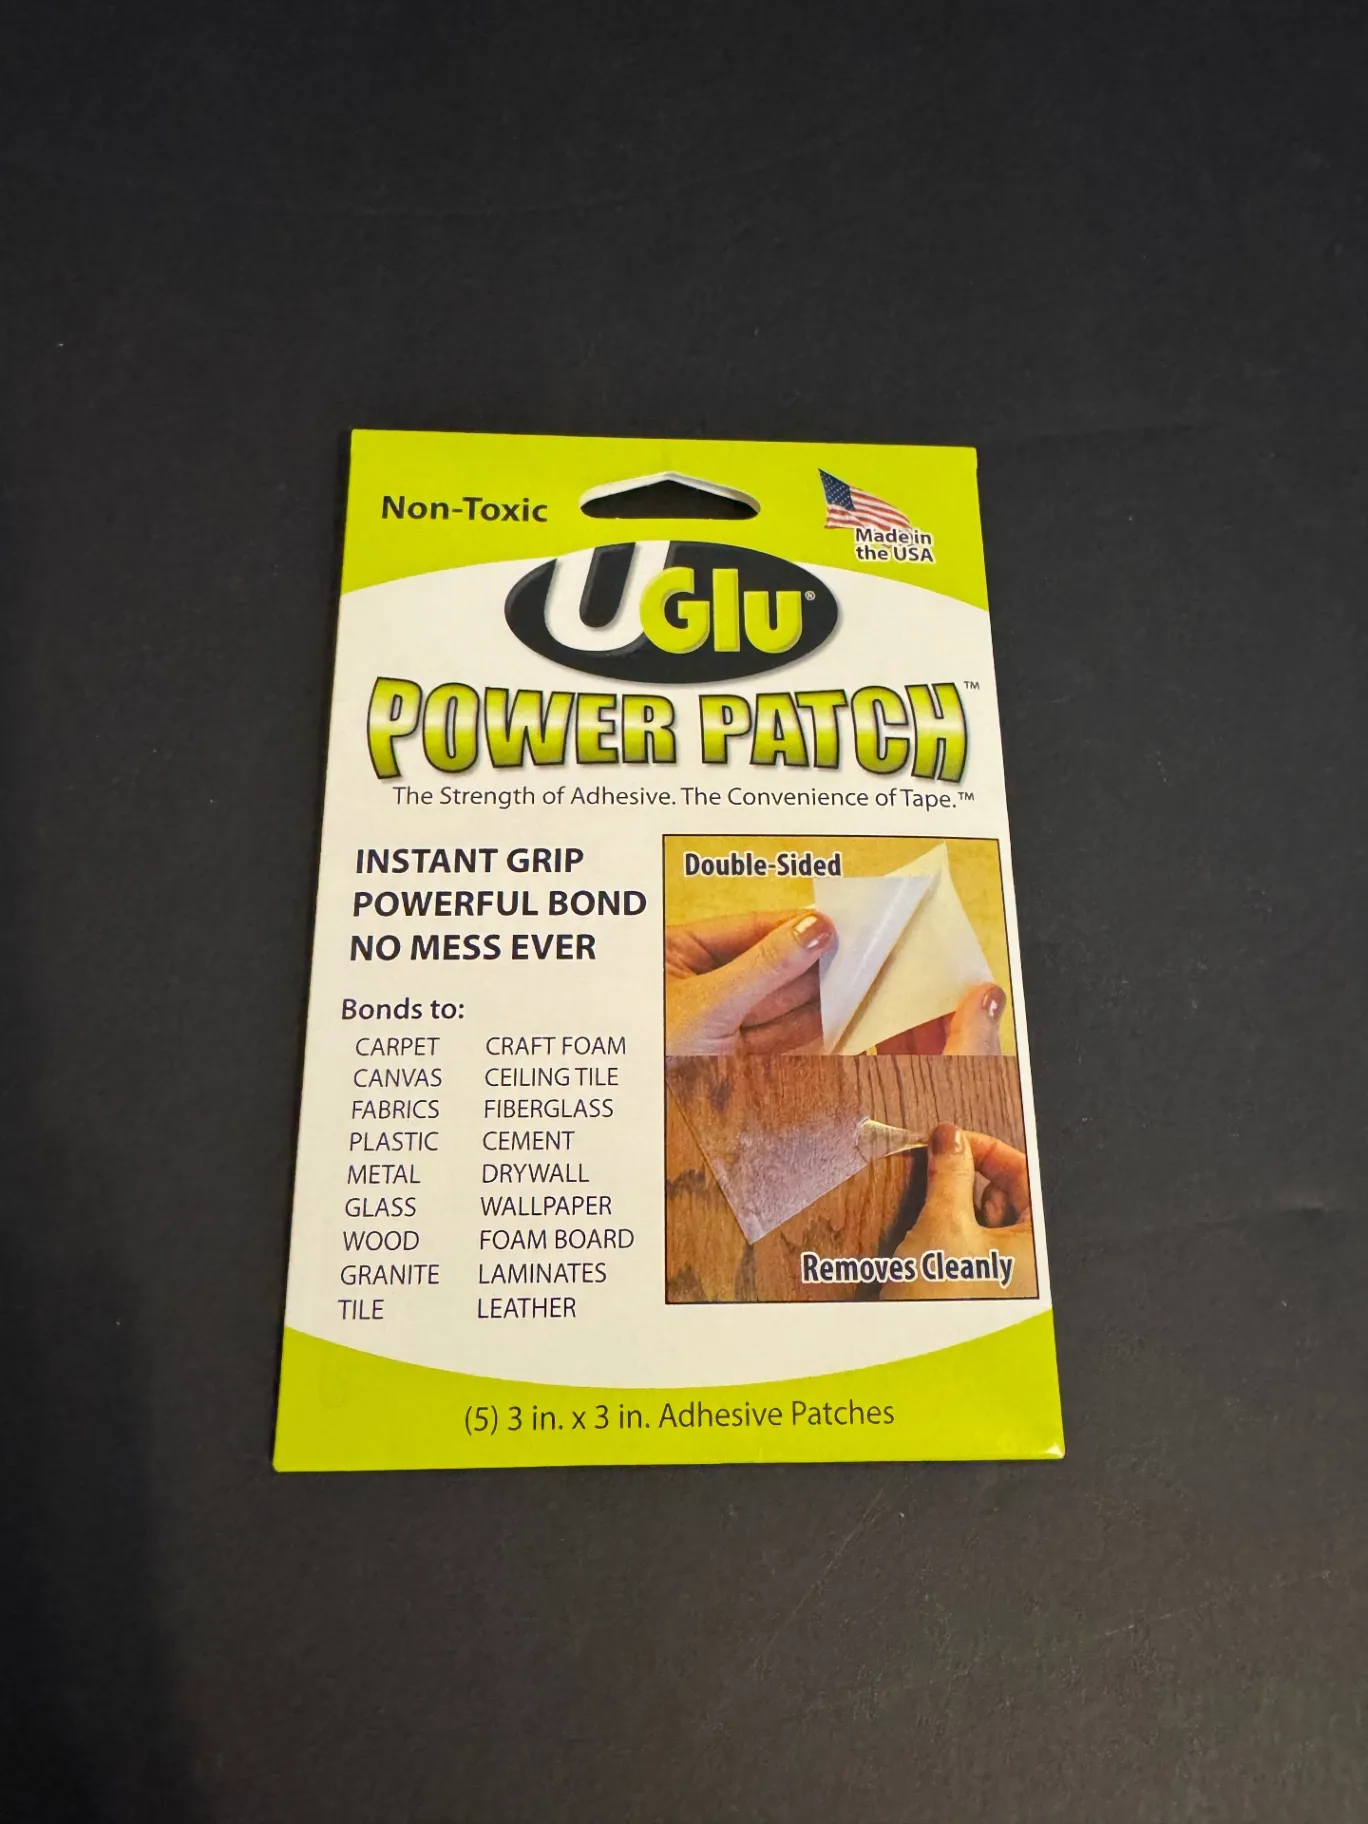 Non-Toxic
Made in
the USA
UGlu®
POWER PATCH™
The Strength of Adhesive. The Convenience of Tape.™
INSTANT GRIP
POWERFUL BOND
NO MESS EVER
Bonds to:
CARPET
CANVAS
FABRICS
PLASTIC
METAL
GLASS
WOOD
GRANITE
TILE
CRAFT FOAM
CEILING TILE
FIBERGLASS
CEMENT
DRYWALL
WALLPAPER
FOAM BOARD
LAMINATES
LEATHER
Double-Sided
Removes Cleanly
(5) 3 in. x 3 in. Adhesive Patches